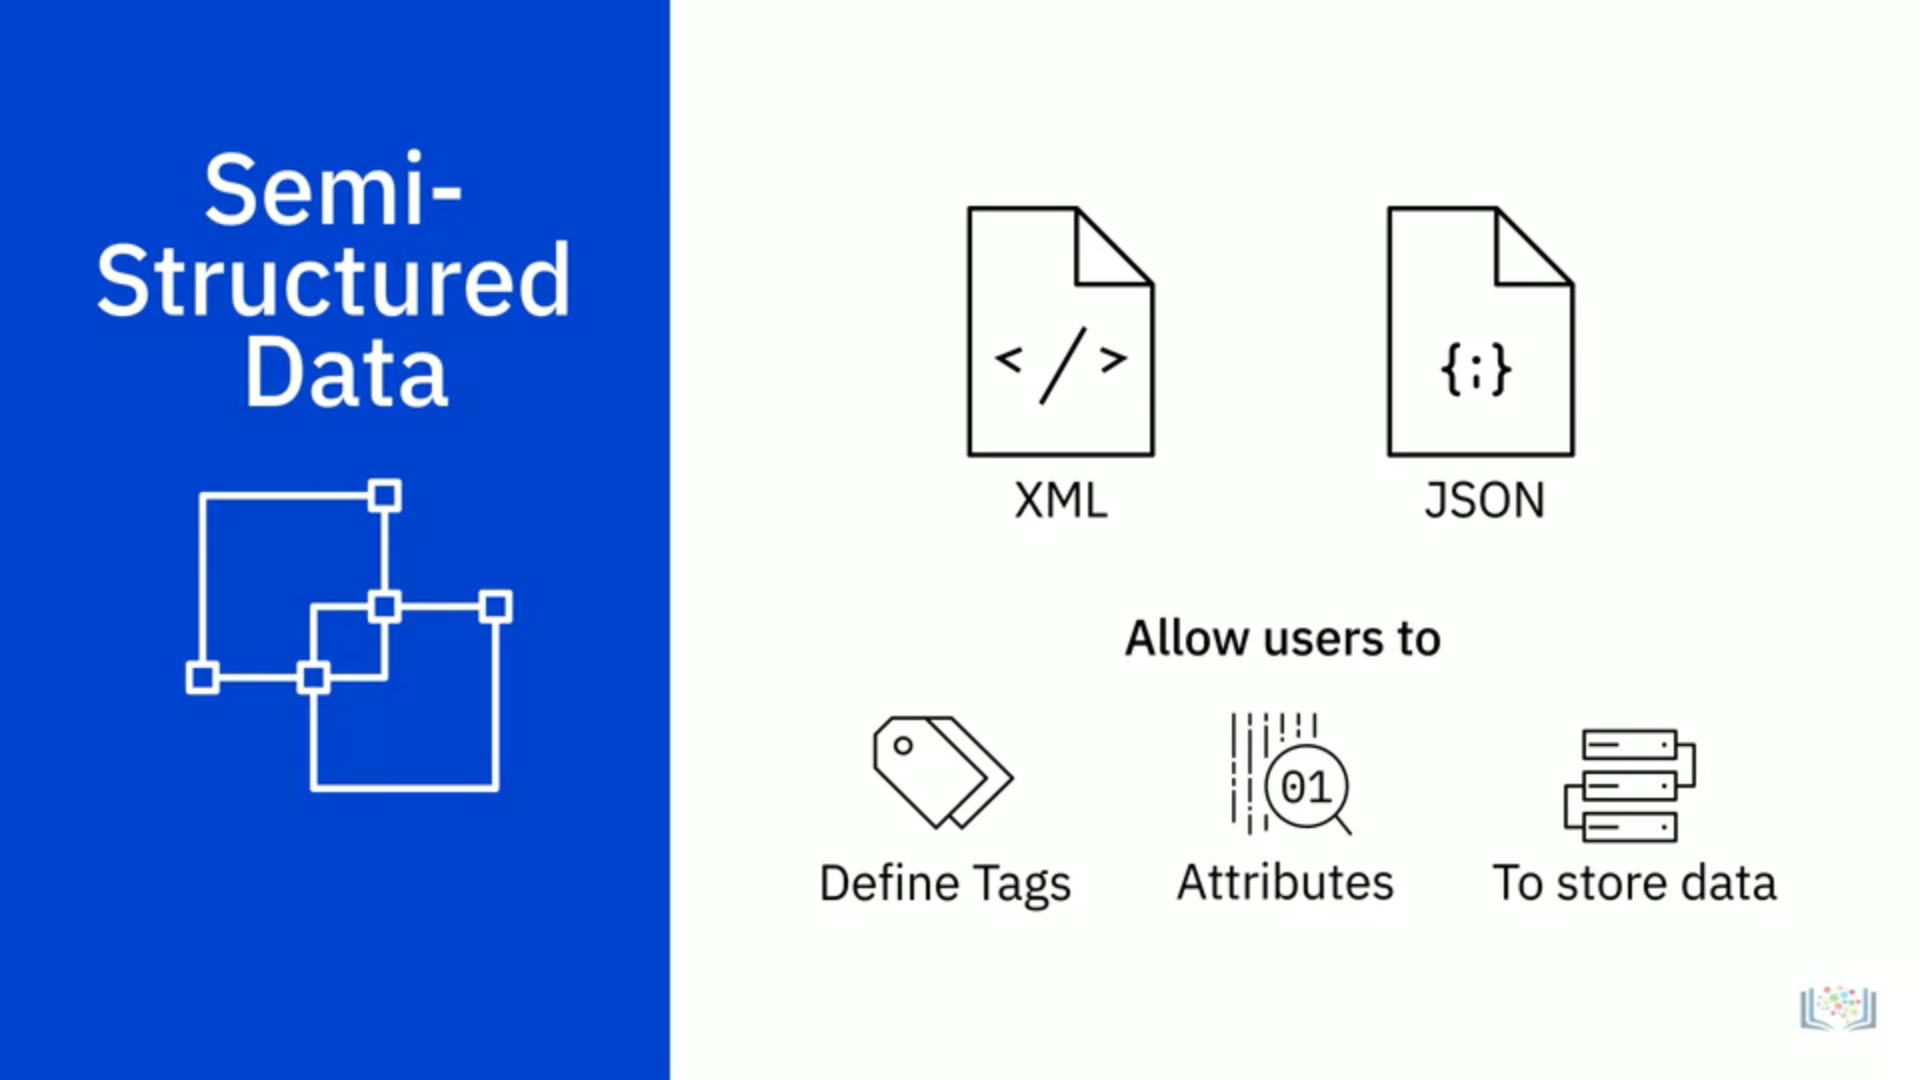 Semi-
Structured
Data
</>
{;}
XML
JSON
Allow users to
01
Define Tags
Attributes
To store data